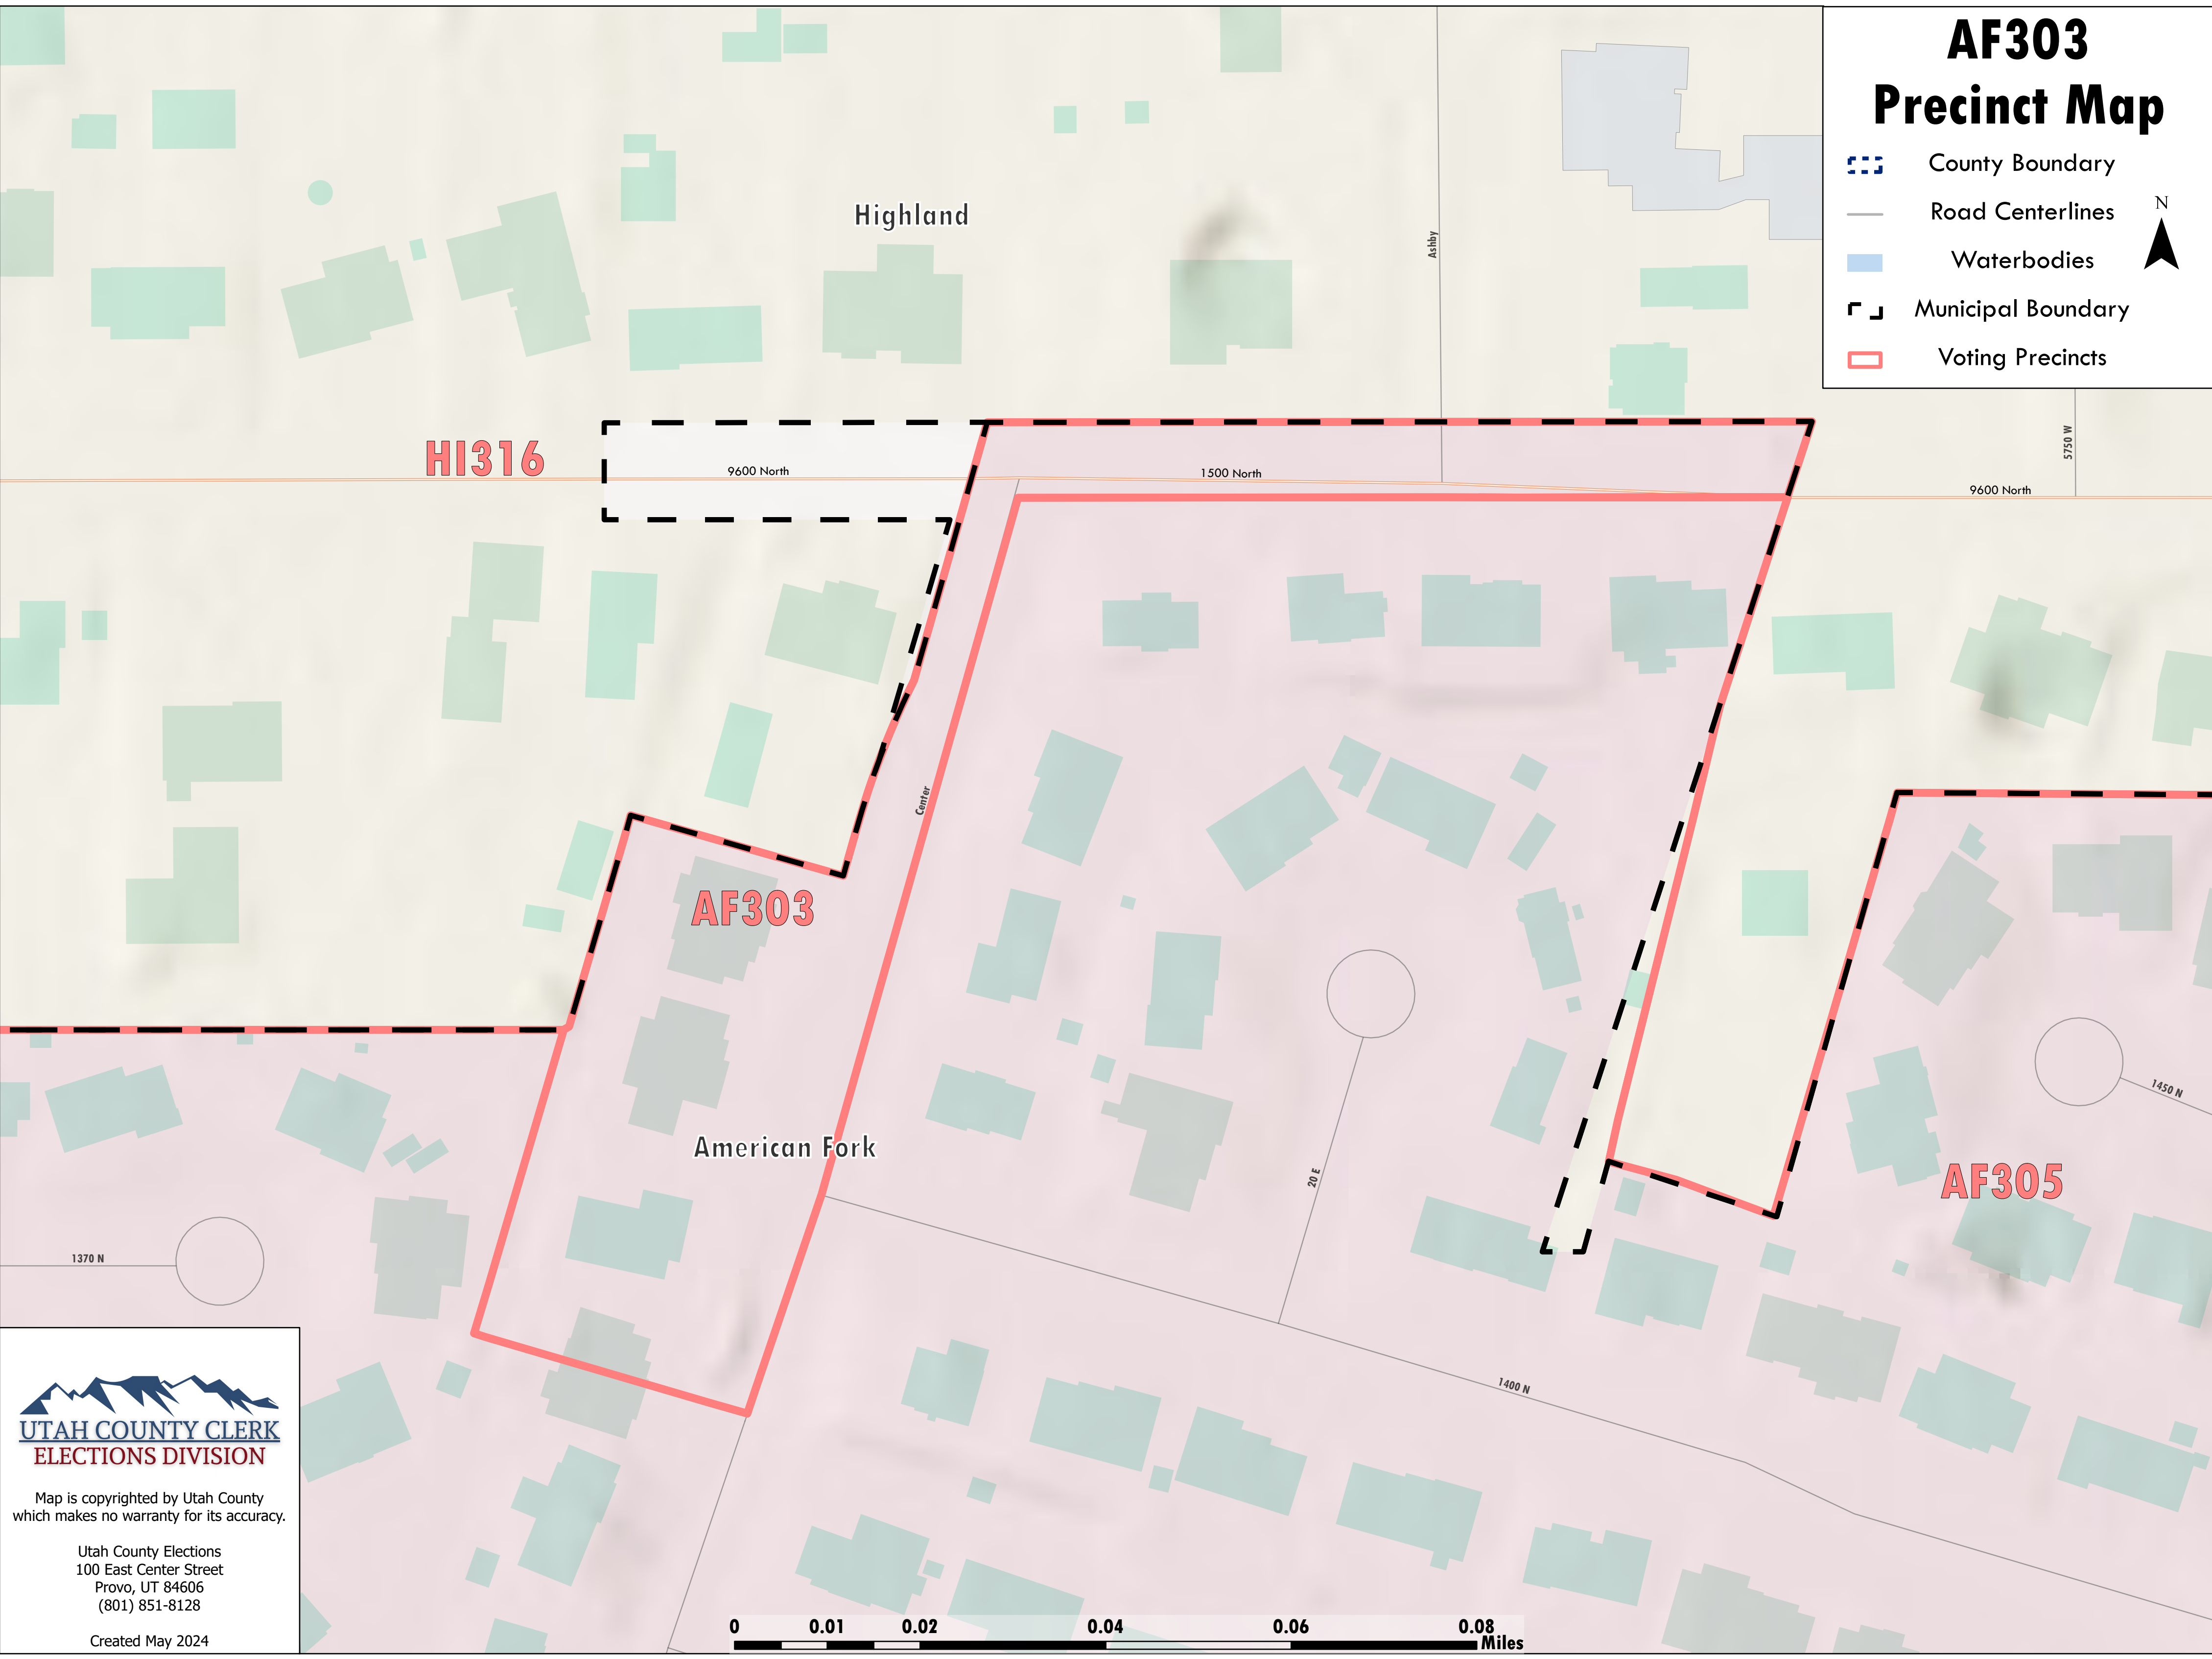 AF303
Precinct Map
County Boundary
Road Centerlines
N
Waterbodies
Municipal Boundary
Voting Precincts
Highland
Ashby
5750 W
HI316
9600 North
1500 North
9600 North
Center
AF303
American Fork
1450 N
AF305
20 E
1370 N
1400 N
UTAH COUNTY CLERK
ELECTIONS DIVISION
Map is copyrighted by Utah County
which makes no warranty for its accuracy.
Utah County Elections
100 East Center Street
Provo, UT 84606
(801) 851-8128
Created May 2024
0 0.01 0.02 0.04 0.06 0.08
Miles